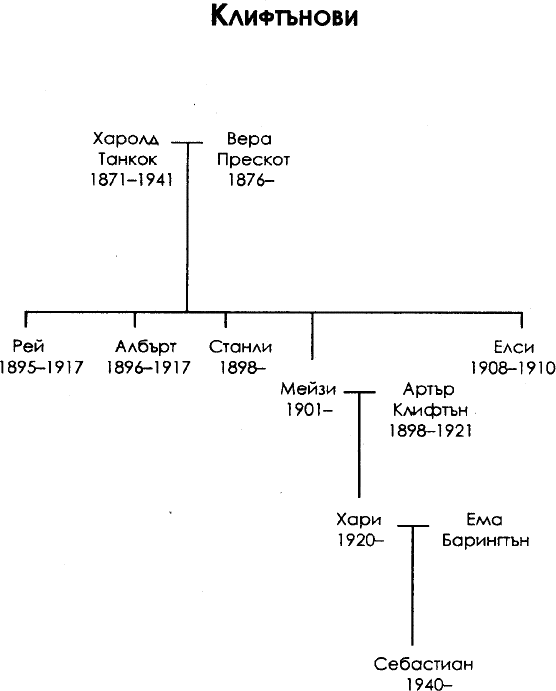 Клифтънови
Харолд
Танкок
1871–1941
Вера
Прескот
1876–
Рей
1895–1917
Албърт
1896–1917
Станли
1898–
Елси
1908–1910
Мейзи
1901–
Артър
Клифтън
1898–1921
Хари
1920–
Ема
Барингтън
Себастиан
1940–